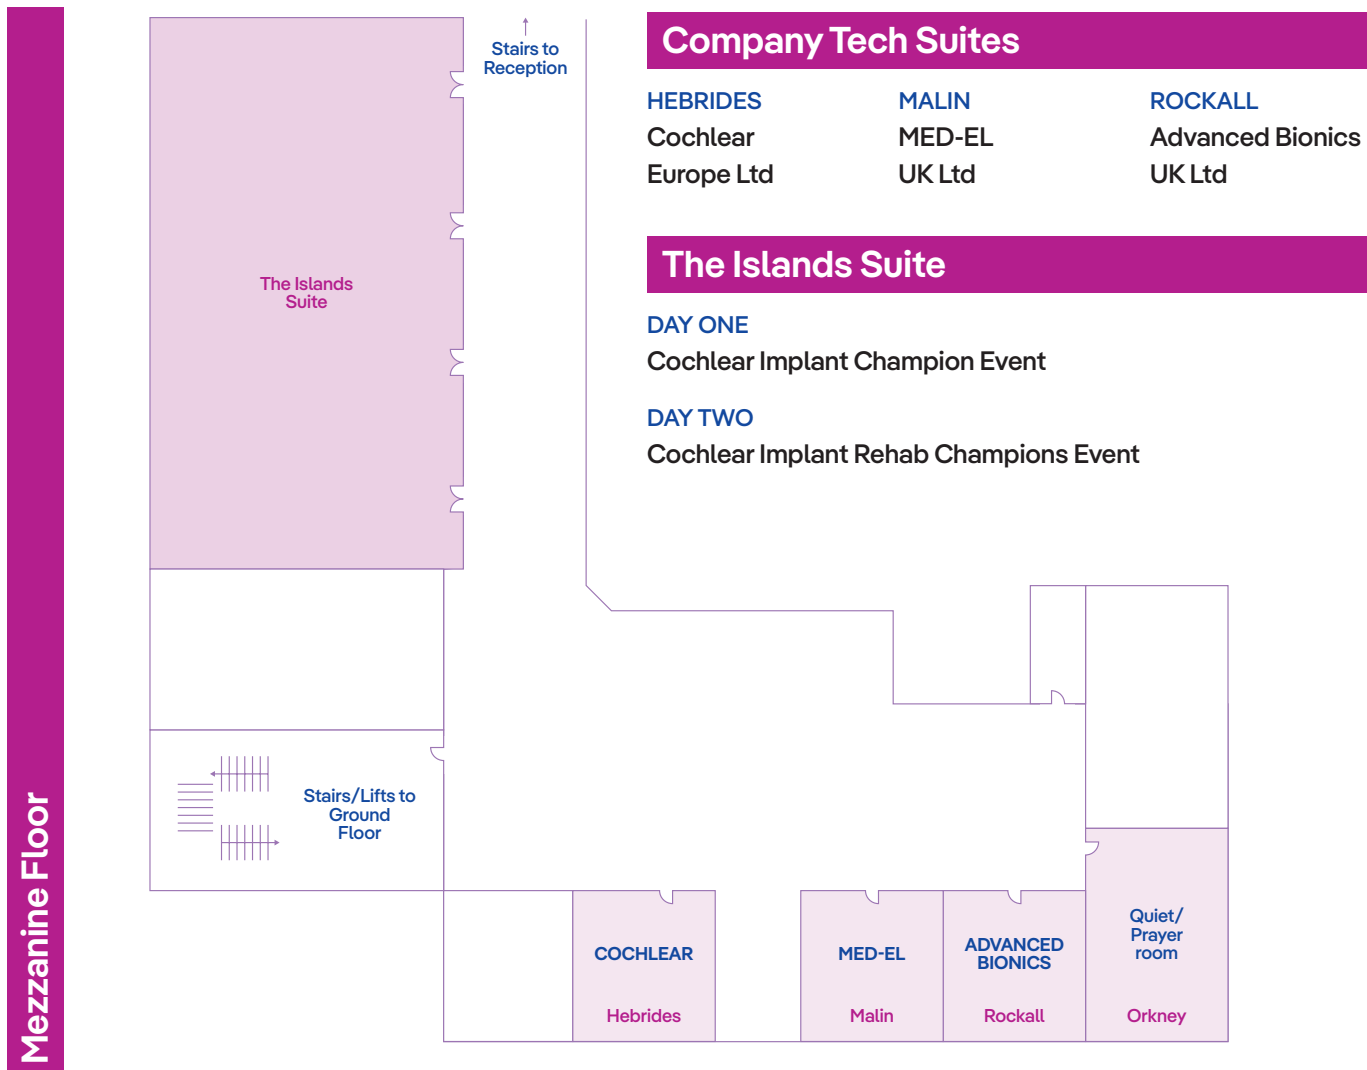 Mezzanine Floor
Stairs to
Reception
The Islands
Suite
Stairs/Lifts to
Ground
Floor
Company Tech Suites
HEBRIDES
Cochlear
Europe Ltd
MALIN
MED-EL
UK Ltd
ROCKALL
Advanced Bionics
UK Ltd
The Islands Suite
DAY ONE
Cochlear Implant Champion Event
DAY TWO
Cochlear Implant Rehab Champions Event
COCHLEAR
Hebrides
MED-EL
Malin
ADVANCED
BIONICS
Rockall
Quiet/
Prayer
room
Orkney